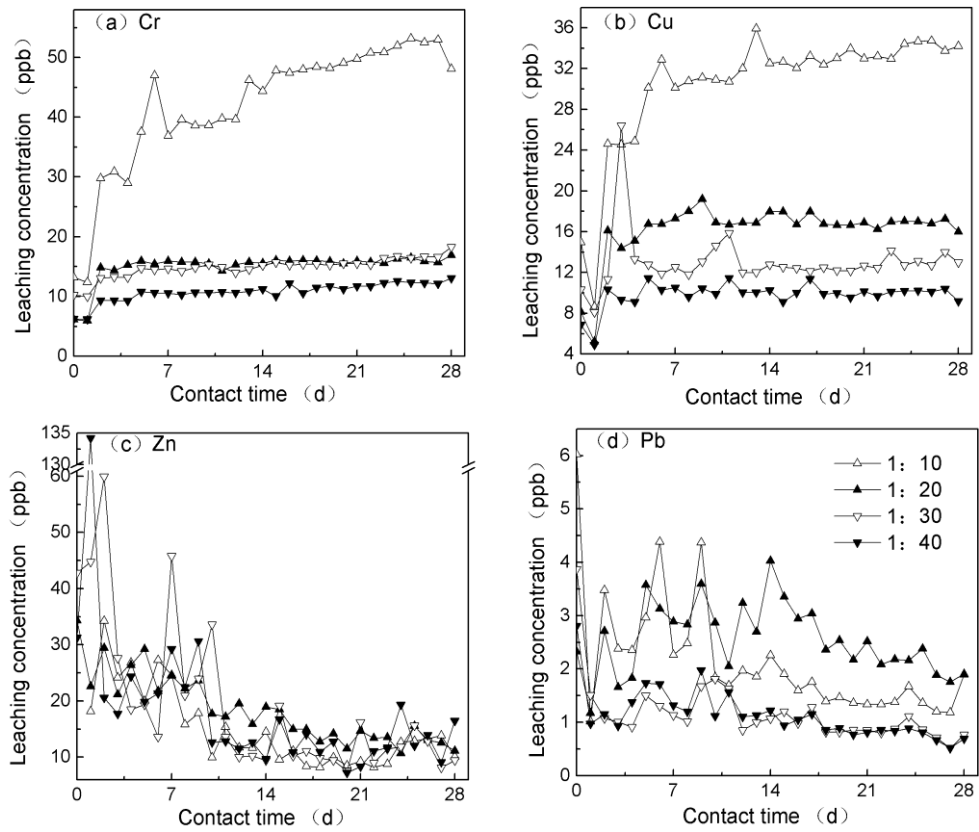 (a) Cr
Leaching concentration (ppb)
50
40
30
20
10
0
0 7 14 21 28
Contact time (d)
(b) Cu
Leaching concentration (ppb)
36
32
28
24
20
16
12
8
4
0 7 14 21 28
Contact time (d)
(c) Zn
Leaching concentration (ppb)
135
130
60
50
40
30
20
10
0 7 14 21 28
Contact time (d)
(d) Pb
Leaching concentration (ppb)
6
5
4
3
2
1
0
0 7 14 21 28
Contact time (d)
1: 10
1: 20
1: 30
1: 40